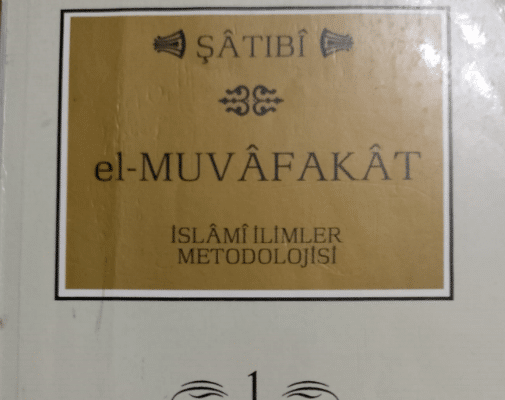 ŞÂTIBÎ
el-MUVÂFAKÂT
İSLÂMÎ İLİMLER
METODOLOJİSİ
1